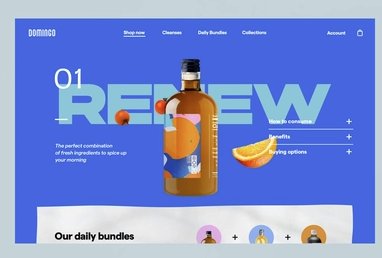 DOMINGO
Shop now
Cleanses
Daily Bundles
Collections
Account
01
RENEW
How to consume +
Benefits +
Buying options +
The perfect combination
of fresh ingredients to spice up
your morning
Our daily bundles
+ +